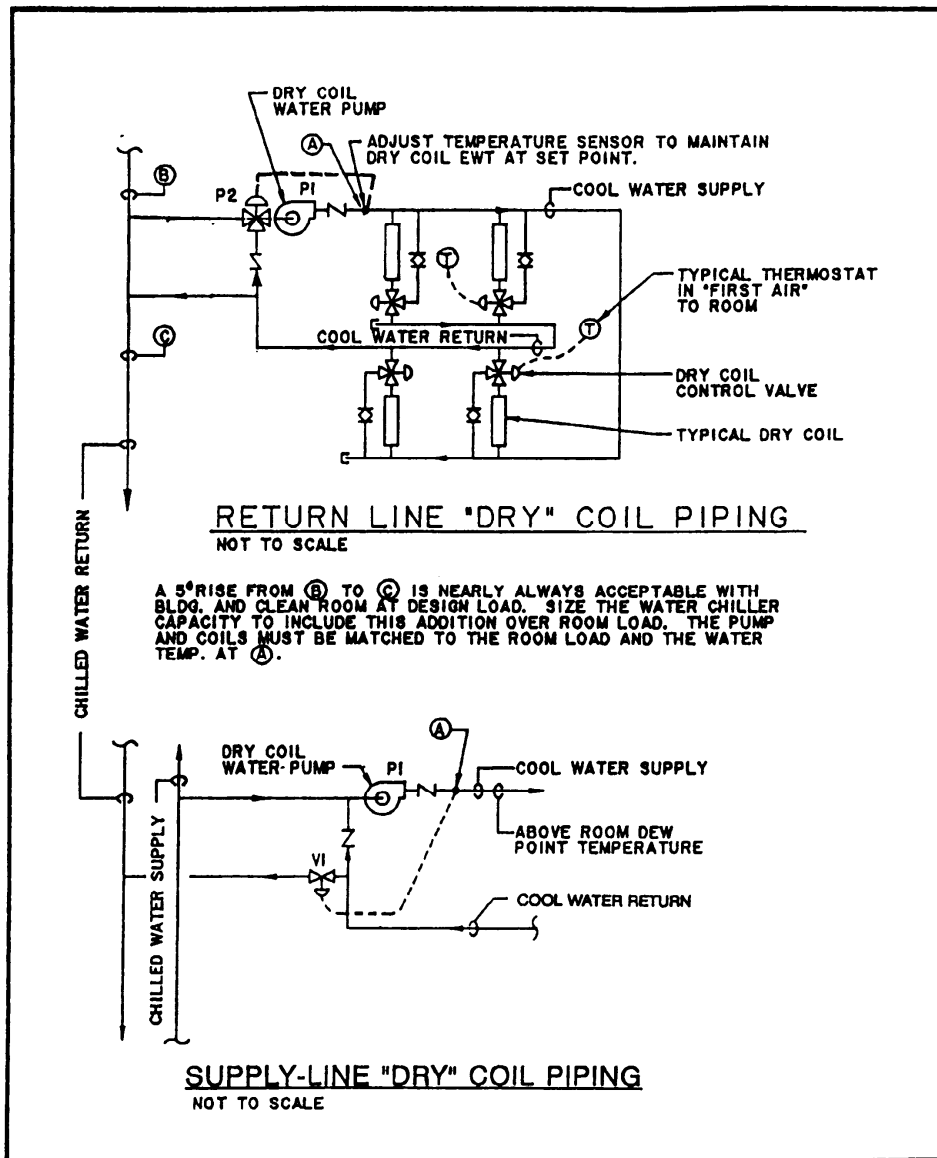 DRY COIL
WATER PUMP
A
ADJUST TEMPERATURE SENSOR TO MAINTAIN
DRY COIL EWT AT SET POINT.
B
P2
P1
COOL WATER SUPPLY
T
TYPICAL THERMOSTAT
IN "FIRST AIR"
TO ROOM
C
COOL WATER RETURN
T
DRY COIL
CONTROL VALVE
TYPICAL DRY COIL
CHILLED WATER RETURN
RETURN LINE "DRY" COIL PIPING
NOT TO SCALE
A 5° RISE FROM B TO C IS NEARLY ALWAYS ACCEPTABLE WITH
BLDG. AND CLEAN ROOM AT DESIGN LOAD. SIZE THE WATER CHILLER
CAPACITY TO INCLUDE THIS ADDITION OVER ROOM LOAD. THE PUMP
AND COILS MUST BE MATCHED TO THE ROOM LOAD AND THE WATER
TEMP. AT A.
A
DRY COIL
WATER-PUMP
P1
COOL WATER SUPPLY
ABOVE ROOM DEW
POINT TEMPERATURE
CHILLED WATER SUPPLY
V1
COOL WATER RETURN
SUPPLY-LINE "DRY" COIL PIPING
NOT TO SCALE